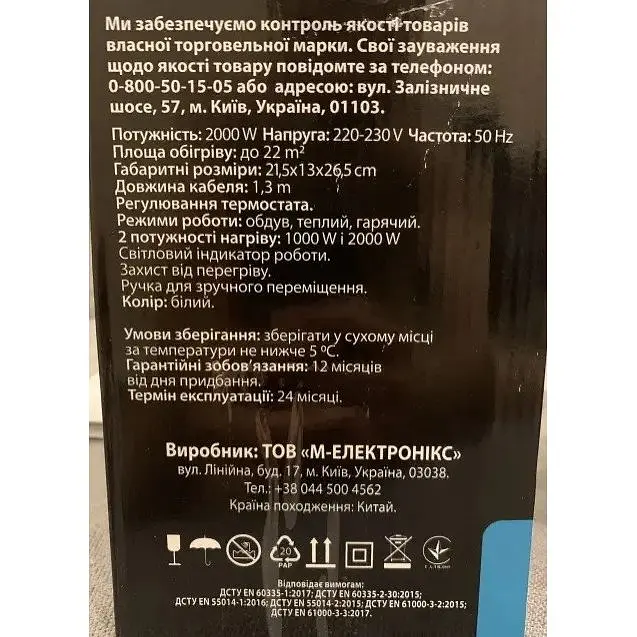 Ми забезпечуємо контроль якості товарів
власної торговельної марки. Свої зауваження
щодо якості товару повідомте за телефоном:
0-800-50-15-05 або адресою: вул. Залізничне
шосе, 57, м. Київ, Україна, 01103.
Потужність: 2000 W Напруга: 220-230 V Частота: 50 Hz
Площа обігріву: до 22 m²
Габаритні розміри: 21,5x13x26,5 cm
Довжина кабеля: 1,3 m
Регулювання термостата.
Режими роботи: обдув, теплий, гарячий.
2 потужності нагріву: 1000 W і 2000 W
Світловий індикатор роботи.
Захист від перегріву.
Ручка для зручного переміщення.
Колір: білий.
Умови зберігання: зберігати у сухому місці
за температури не нижче 5 ⁰С.
Гарантійні зобов'язання: 12 місяців
від дня придбання.
Термін експлуатації: 24 місяці.
Виробник: ТОВ «М-ЕЛЕКТРОНІКС»
вул. Лінійна, буд. 17, м. Київ, Україна, 03038.
Тел.: +38 044 500 4562
Країна походження: Китай.
20
PAP
Відповідає вимогам:
ДСТУ EN 60335-1:2017; ДСТУ EN 60335-2-30:2015;
ДСТУ EN 55014-1:2016; ДСТУ EN 55014-2:2015; ДСТУ EN 61000-3-2:2015;
ДСТУ EN 61000-3-3:2017.